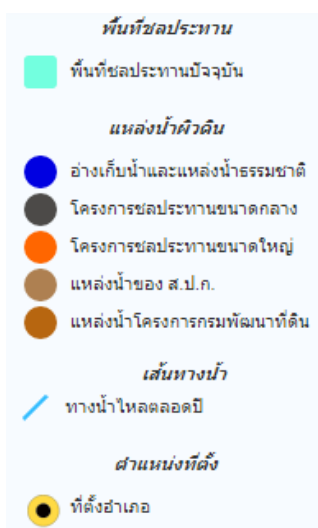 พื้นที่ชลประทาน
พื้นที่ชลประทานปัจจุบัน
แหล่งน้ำผิวดิน
อ่างเก็บน้ำและแหล่งน้ำธรรมชาติ
โครงการชลประทานขนาดกลาง
โครงการชลประทานขนาดใหญ่
แหล่งน้ำของ ส.ป.ก.
แหล่งน้ำโครงการกรมพัฒนาที่ดิน
เส้นทางน้ำ
ทางน้ำไหลตลอดปี
ตำแหน่งที่ตั้ง
ที่ตั้งอำเภอ